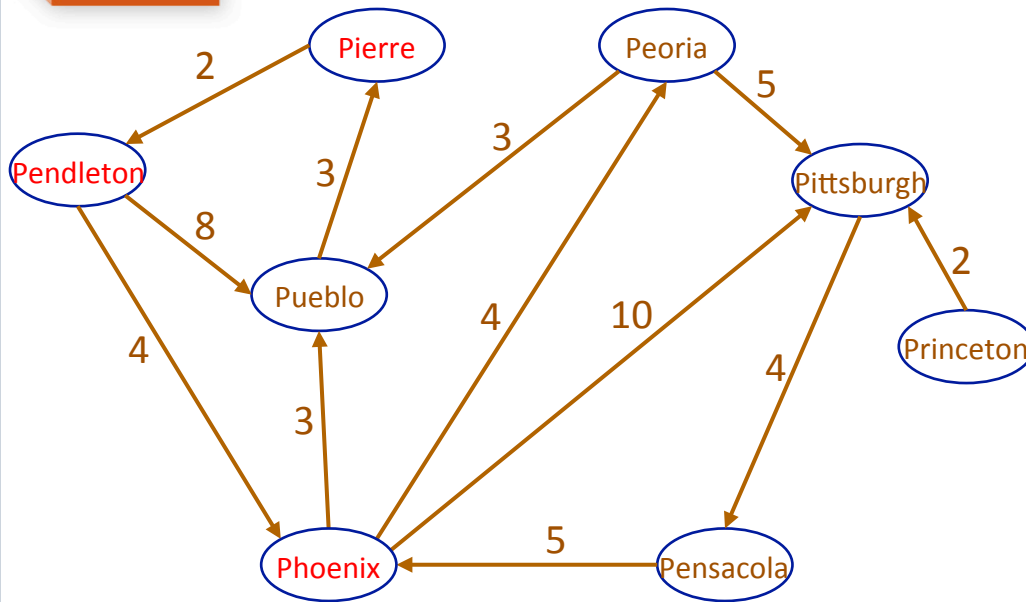 Pierre
Peoria
2
5
3
Pendleton
3
Pittsburgh
8
2
Pueblo
4
10
4
Princeton
4
3
5
Phoenix
Pensacola